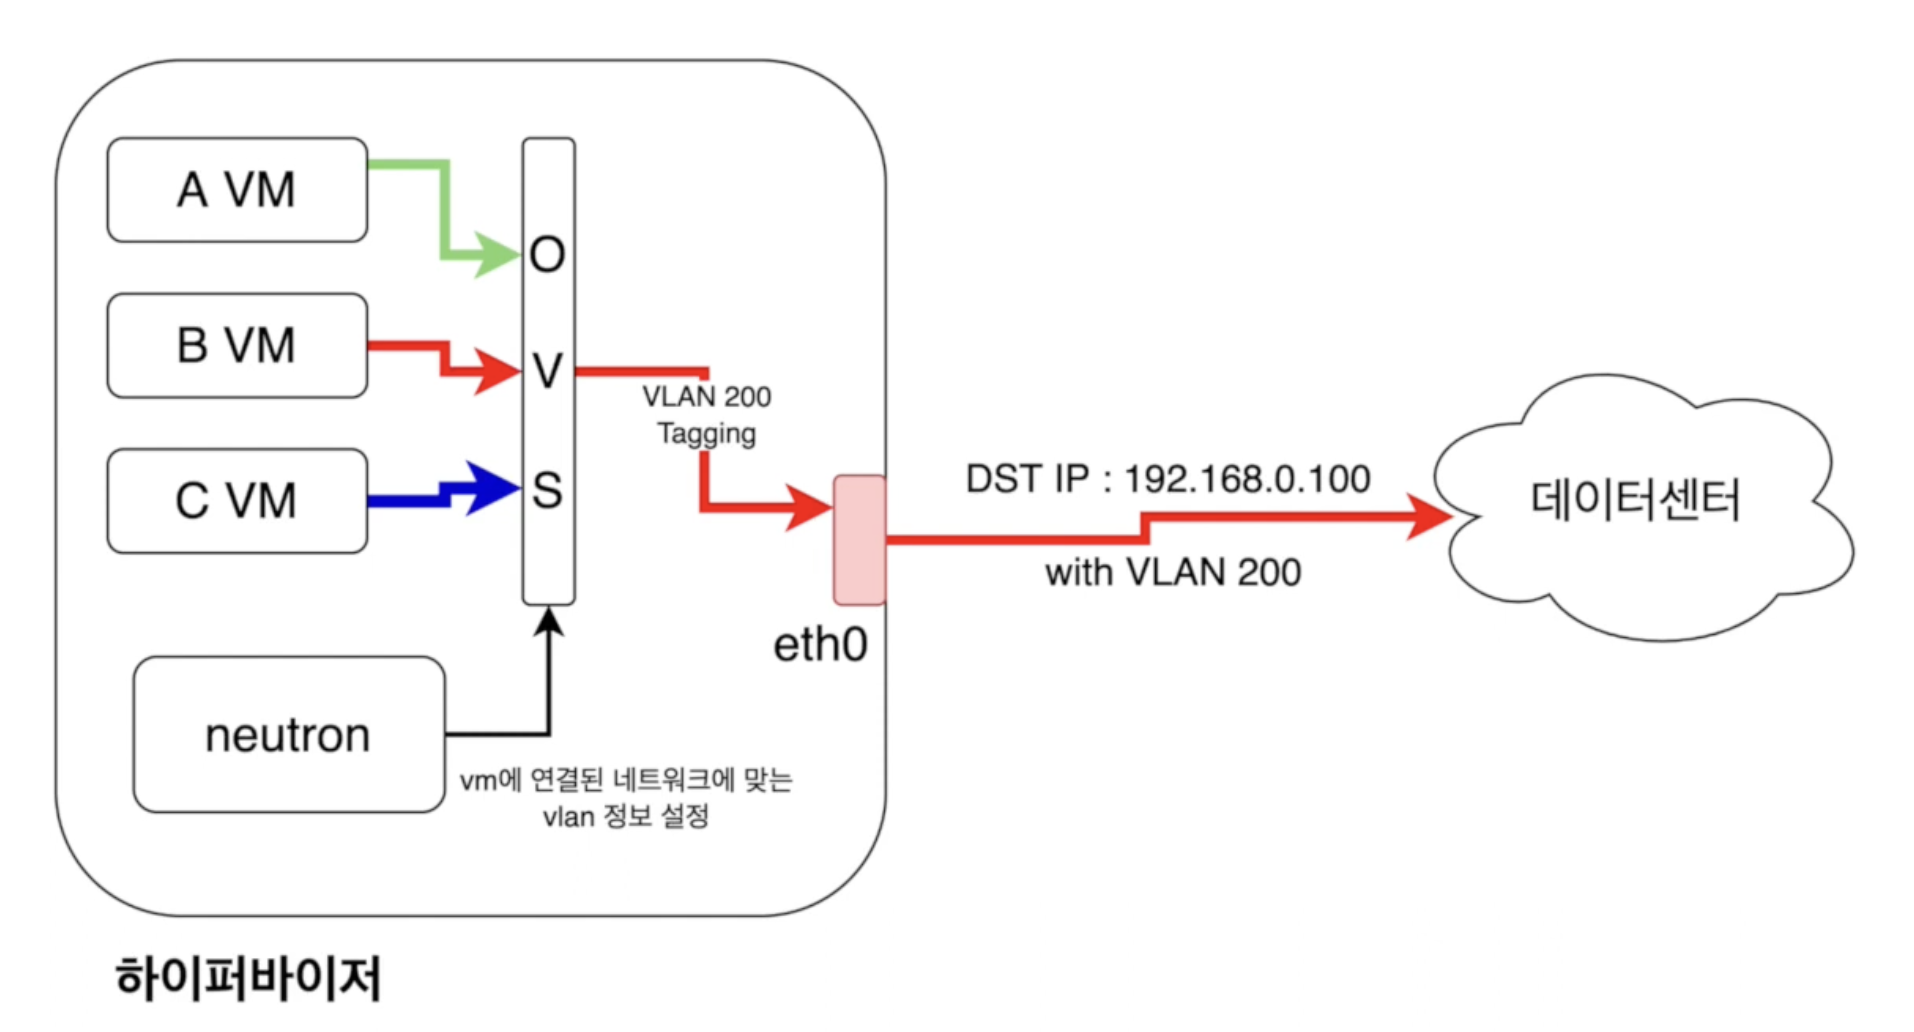 A VM
B VM
C VM
O
V
S
VLAN 200
Tagging
eth0
DST IP : 192.168.0.100
with VLAN 200
데이터센터
neutron
vm에 연결된 네트워크에 맞는
vlan 정보 설정
하이퍼바이저